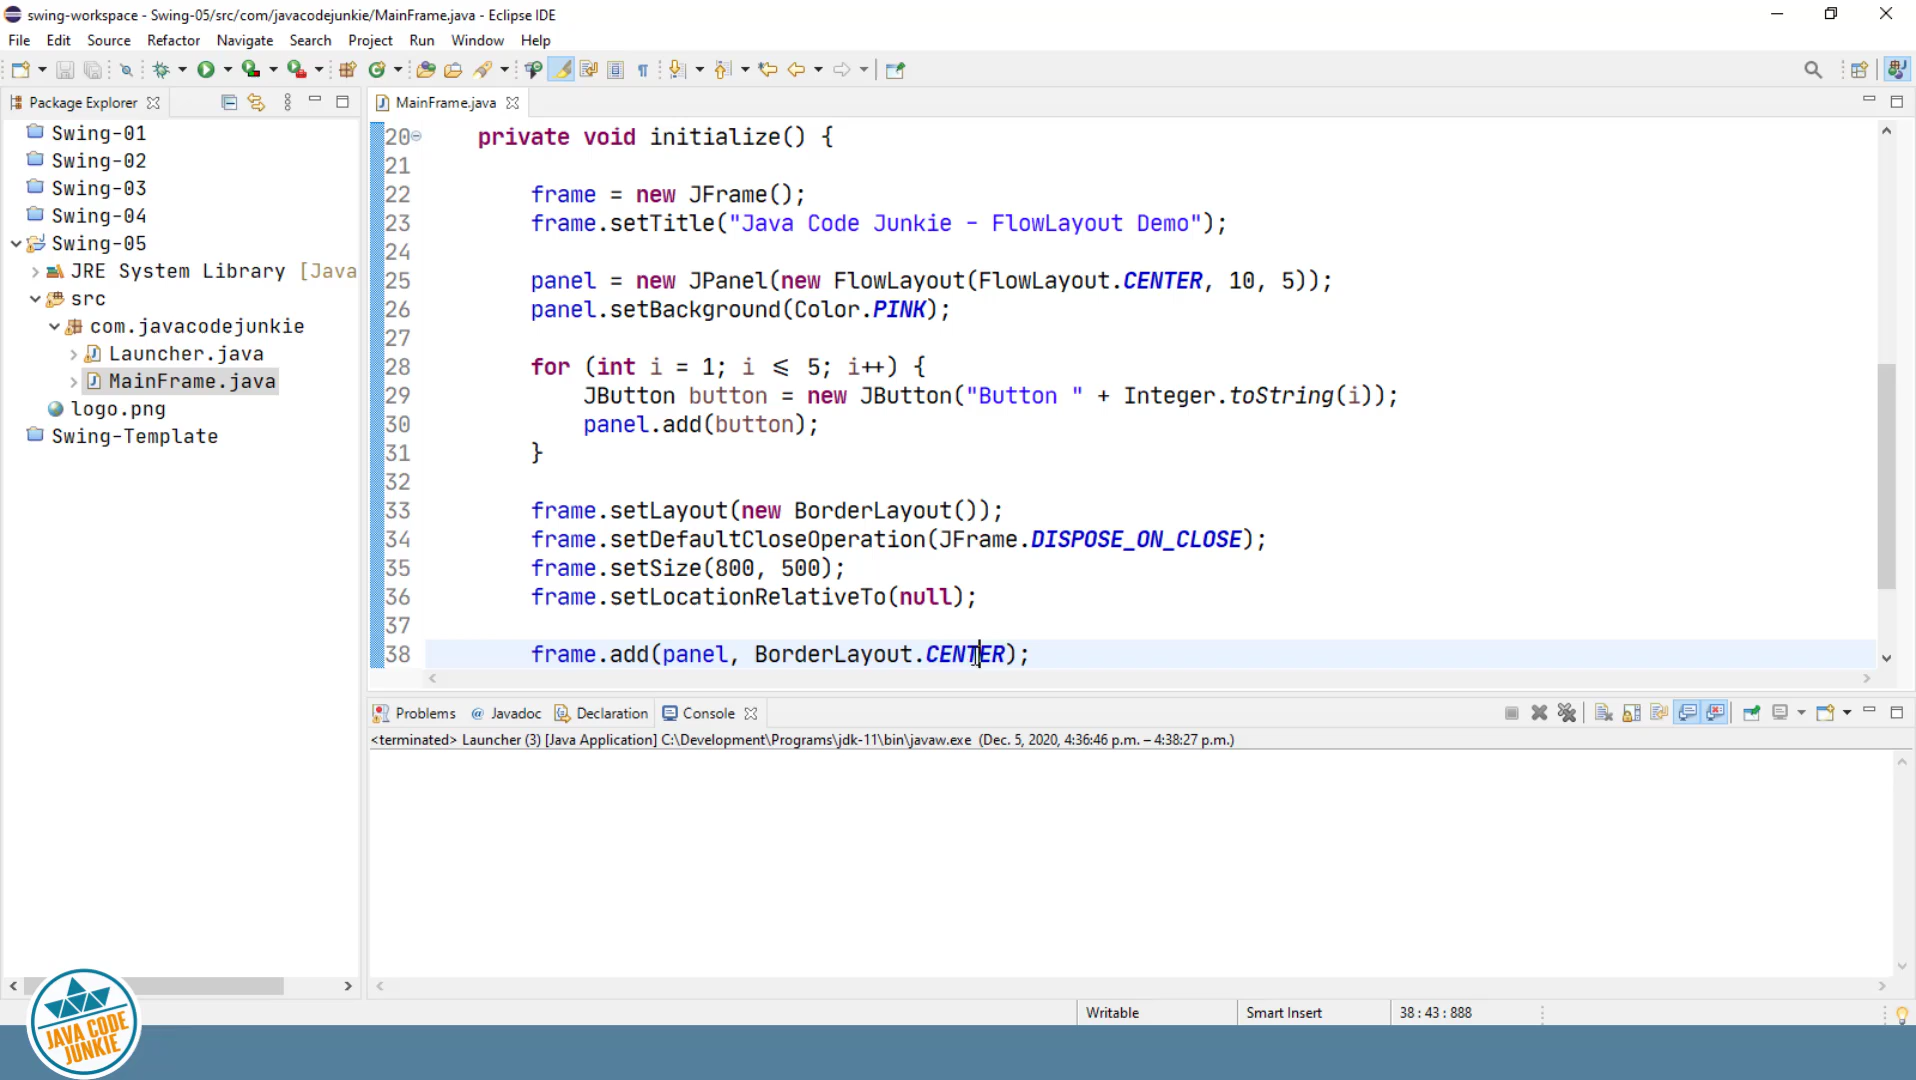 swing-workspace - Swing-05/src/com/javacodejunkie/MainFrame.java - Eclipse IDE
File Edit Source Refactor Navigate Search Project Run Window Help
Package Explorer
MainFrame.java
Swing-01
Swing-02
Swing-03
Swing-04
Swing-05
JRE System Library [Java
src
com.javacodejunkie
Launcher.java
MainFrame.java
logo.png
Swing-Template
20 private void initialize() {
21
22 frame = new JFrame();
23 frame.setTitle("Java Code Junkie - FlowLayout Demo");
24
25 panel = new JPanel(new FlowLayout(FlowLayout.CENTER, 10, 5));
26 panel.setBackground(Color.PINK);
27
28 for (int i = 1; i <= 5; i++) {
29 JButton button = new JButton("Button " + Integer.toString(i));
30 panel.add(button);
31 }
32
33 frame.setLayout(new BorderLayout());
34 frame.setDefaultCloseOperation(JFrame.DISPOSE_ON_CLOSE);
35 frame.setSize(800, 500);
36 frame.setLocationRelativeTo(null);
37
38 frame.add(panel, BorderLayout.CENTER);
Problems @ Javadoc Declaration Console
<terminated> Launcher (3) [Java Application] C:\Development\Programs\jdk-11\bin\javaw.exe (Dec. 5, 2020, 4:36:46 p.m. – 4:38:27 p.m.)
Writable Smart Insert 38 : 43 : 888
JAVA CODE
JUNKIE